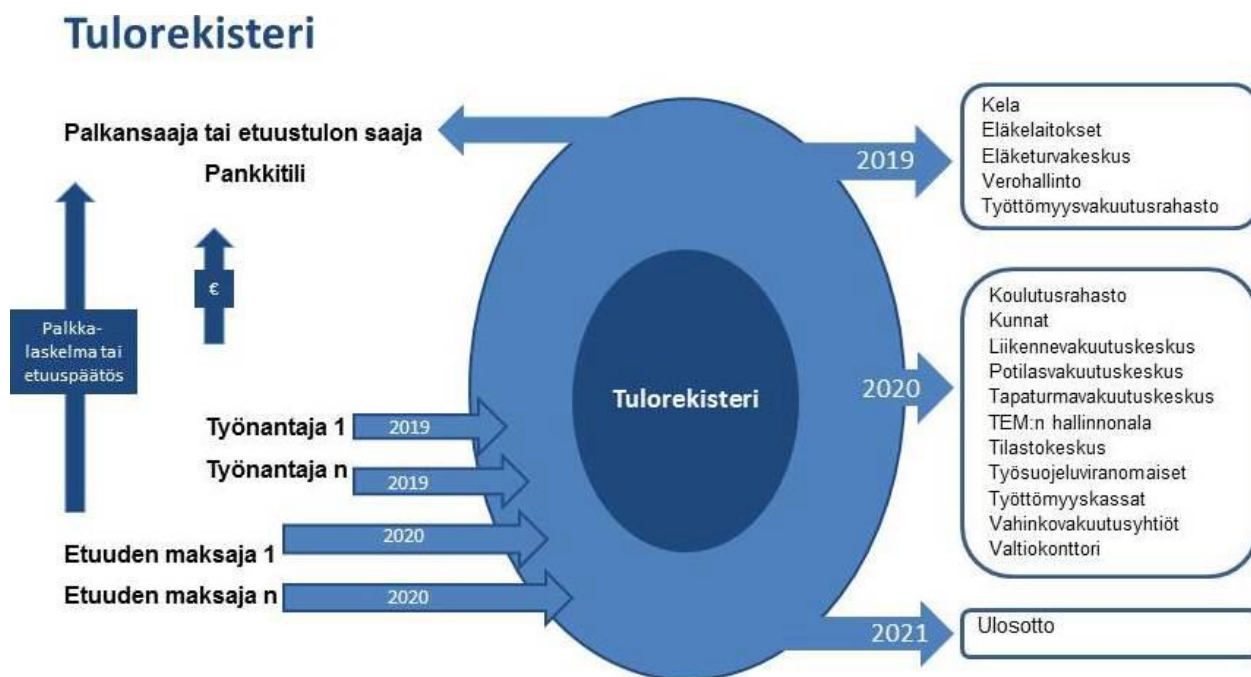 Tulorekisteri
Palkansaaja tai etuustulon saaja
Pankkitili
€
Palkka-
laskelma tai
etuuspäätös
Työnantaja 1
2019
Työnantaja n
2019
Etuuden maksaja 1
2020
Etuuden maksaja n
2020
Tulorekisteri
2019
Kela
Eläkelaitokset
Eläketurvakeskus
Verohallinto
Työttömyysvakuutusrahasto
2020
Koulutusrahasto
Kunnat
Liikennevakuutuskeskus
Potilasvakuutuskeskus
Tapaturmavakuutuskeskus
TEM:n hallinnonala
Tilastokeskus
Työsuojeluviranomaiset
Työttömyyskassat
Vahinkovakuutusyhtiöt
Valtiokonttori
2021
Ulosotto